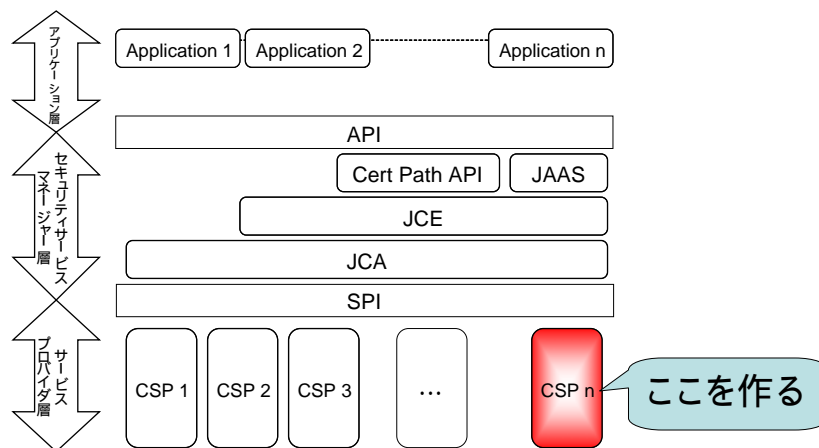 アプリケーション層
Application 1
Application 2
Application n
API
セキュリティサービス
マネージャー層
Cert Path API
JAAS
JCE
JCA
SPI
サービス
プロバイダ層
CSP 1
CSP 2
CSP 3
…
CSP n
ここを作る